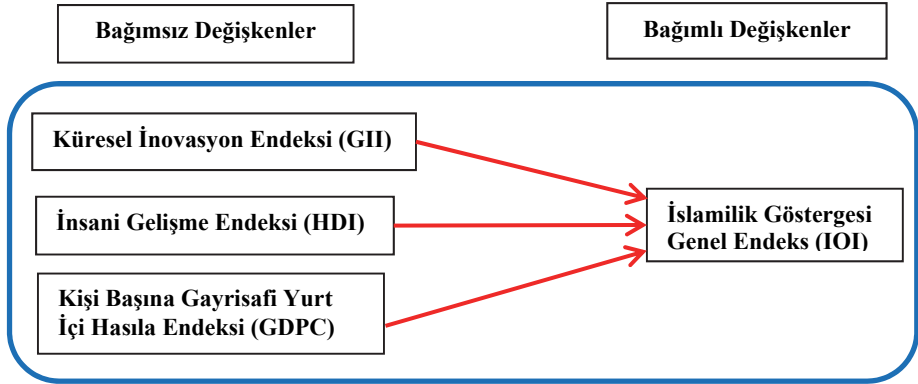 Bağımsız Değişkenler
Bağımlı Değişkenler
Küresel İnovasyon Endeksi (GII)
İnsani Gelişme Endeksi (HDI)
Kişi Başına Gayrisafi Yurt
İçi Hasıla Endeksi (GDPC)
İslamilik Göstergesi
Genel Endeks (IOI)